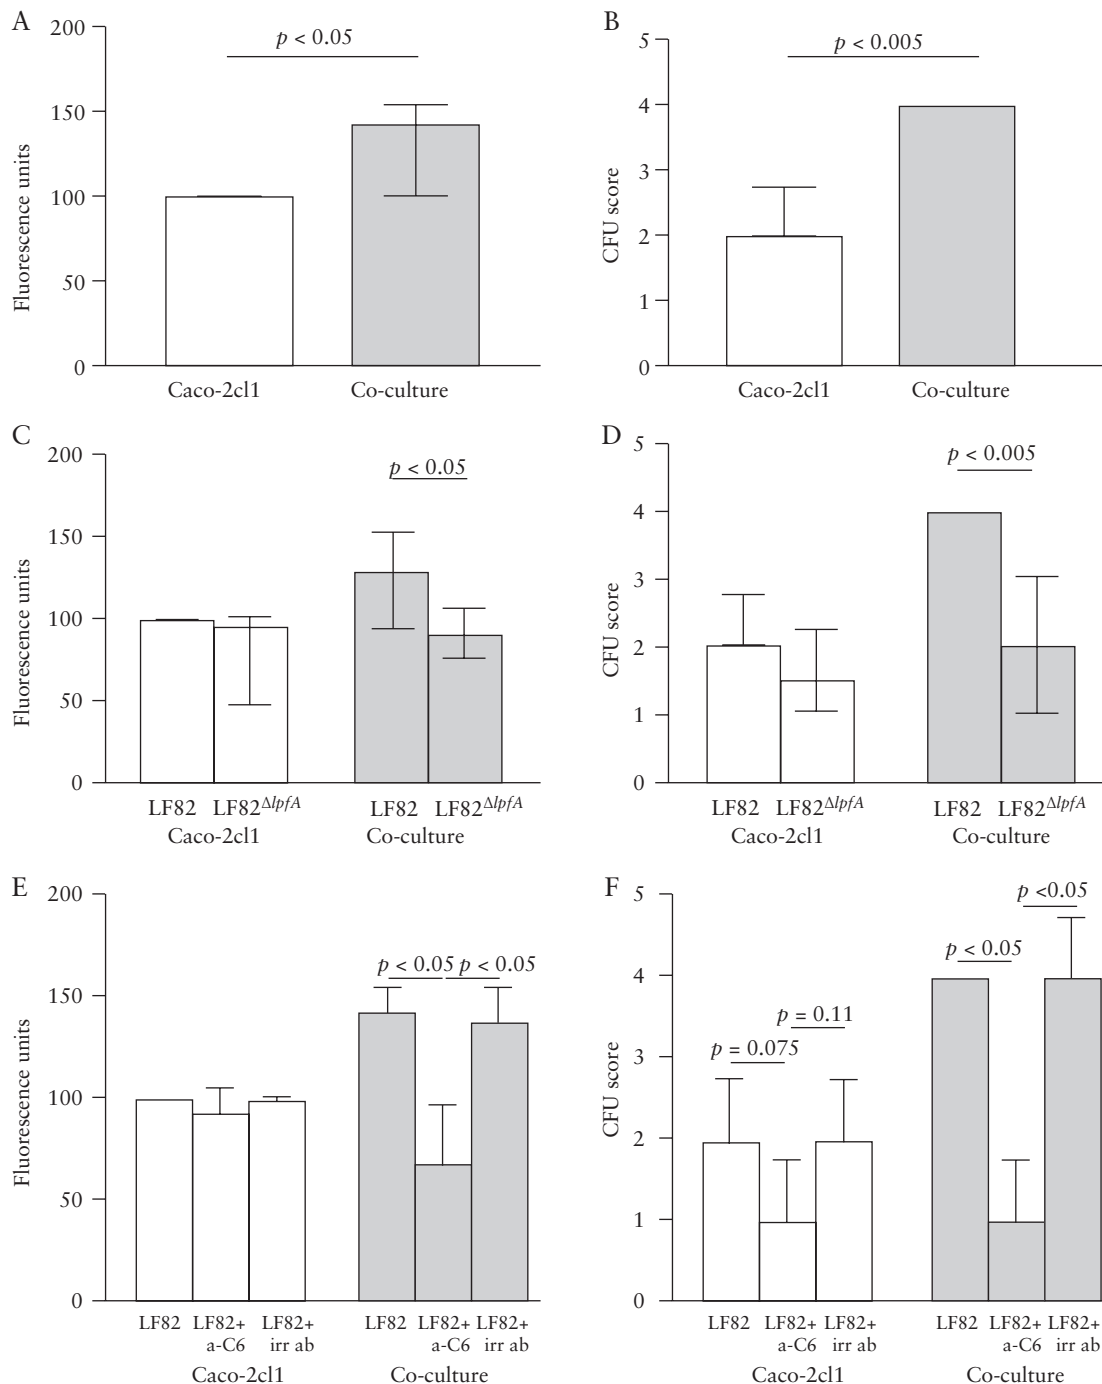 A
200
150
100
50
0
Fluorescence units
p < 0.05
Caco-2cl1 Co-culture
B
5
4
3
2
1
0
CFU score
p < 0.005
Caco-2cl1 Co-culture
C
200
150
100
50
0
Fluorescence units
p < 0.05
LF82 LF82ΔlpfA LF82 LF82ΔlpfA
Caco-2cl1 Co-culture
D
5
4
3
2
1
0
CFU score
p < 0.005
LF82 LF82ΔlpfA LF82 LF82ΔlpfA
Caco-2cl1 Co-culture
E
200
150
100
50
0
Fluorescence units
p < 0.05 p < 0.05
LF82 LF82+ LF82+ LF82 LF82+ LF82+
a-C6 irr ab a-C6 irr ab
Caco-2cl1 Co-culture
F
5
4
3
2
1
0
CFU score
p <0.05
p < 0.05
p = 0.11
p = 0.075
LF82 LF82+ LF82+ LF82 LF82+ LF82+
a-C6 irr ab a-C6 irr ab
Caco-2cl1 Co-culture